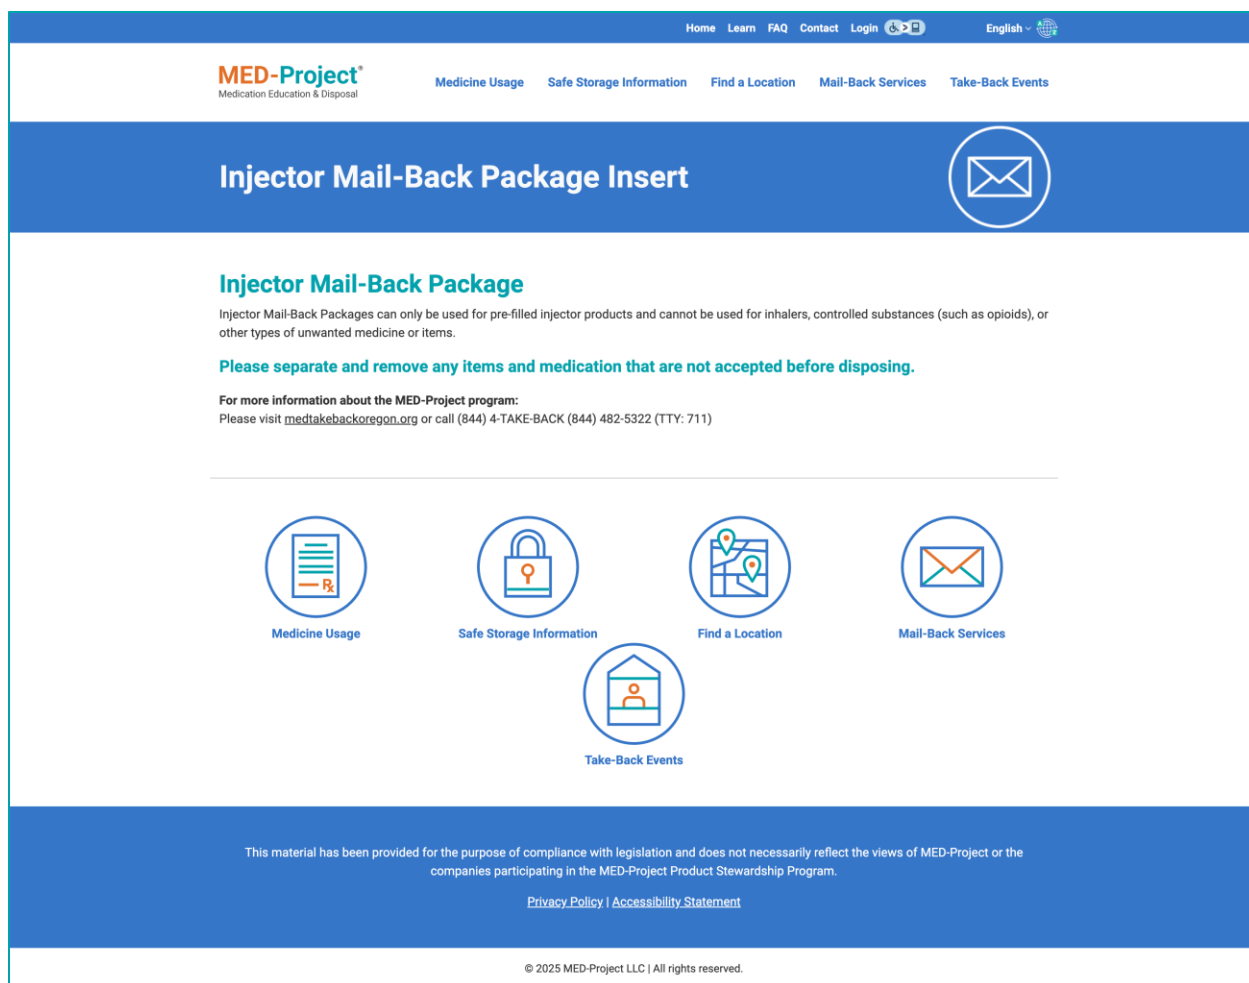 Home Learn FAQ Contact Login English
MED-Project®
Medication Education & Disposal
Medicine Usage Safe Storage Information Find a Location Mail-Back Services Take-Back Events
Injector Mail-Back Package Insert
Injector Mail-Back Package
Injector Mail-Back Packages can only be used for pre-filled injector products and cannot be used for inhalers, controlled substances (such as opioids), or
other types of unwanted medicine or items.
Please separate and remove any items and medication that are not accepted before disposing.
For more information about the MED-Project program:
Please visit medtakebackoregon.org or call (844) 4-TAKE-BACK (844) 482-5322 (TTY: 711)
Rx
Medicine Usage Safe Storage Information Find a Location Mail-Back Services
Take-Back Events
This material has been provided for the purpose of compliance with legislation and does not necessarily reflect the views of MED-Project or the
companies participating in the MED-Project Product Stewardship Program.
Privacy Policy | Accessibility Statement
© 2025 MED-Project LLC | All rights reserved.